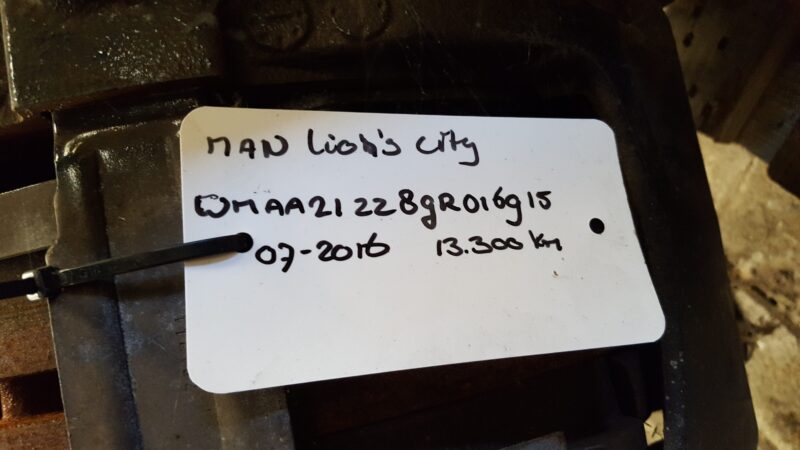 MAN Lion's City
WMAA21228gR016g15
07-2016 13.300 km